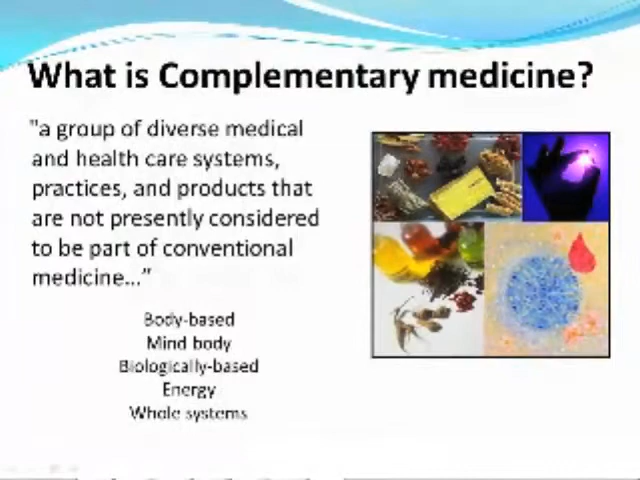 What is Complementary medicine?
"a group of diverse medical
and health care systems,
practices, and products that
are not presently considered
to be part of conventional
medicine…"
Body-based
Mind body
Biologically-based
Energy
Whole systems